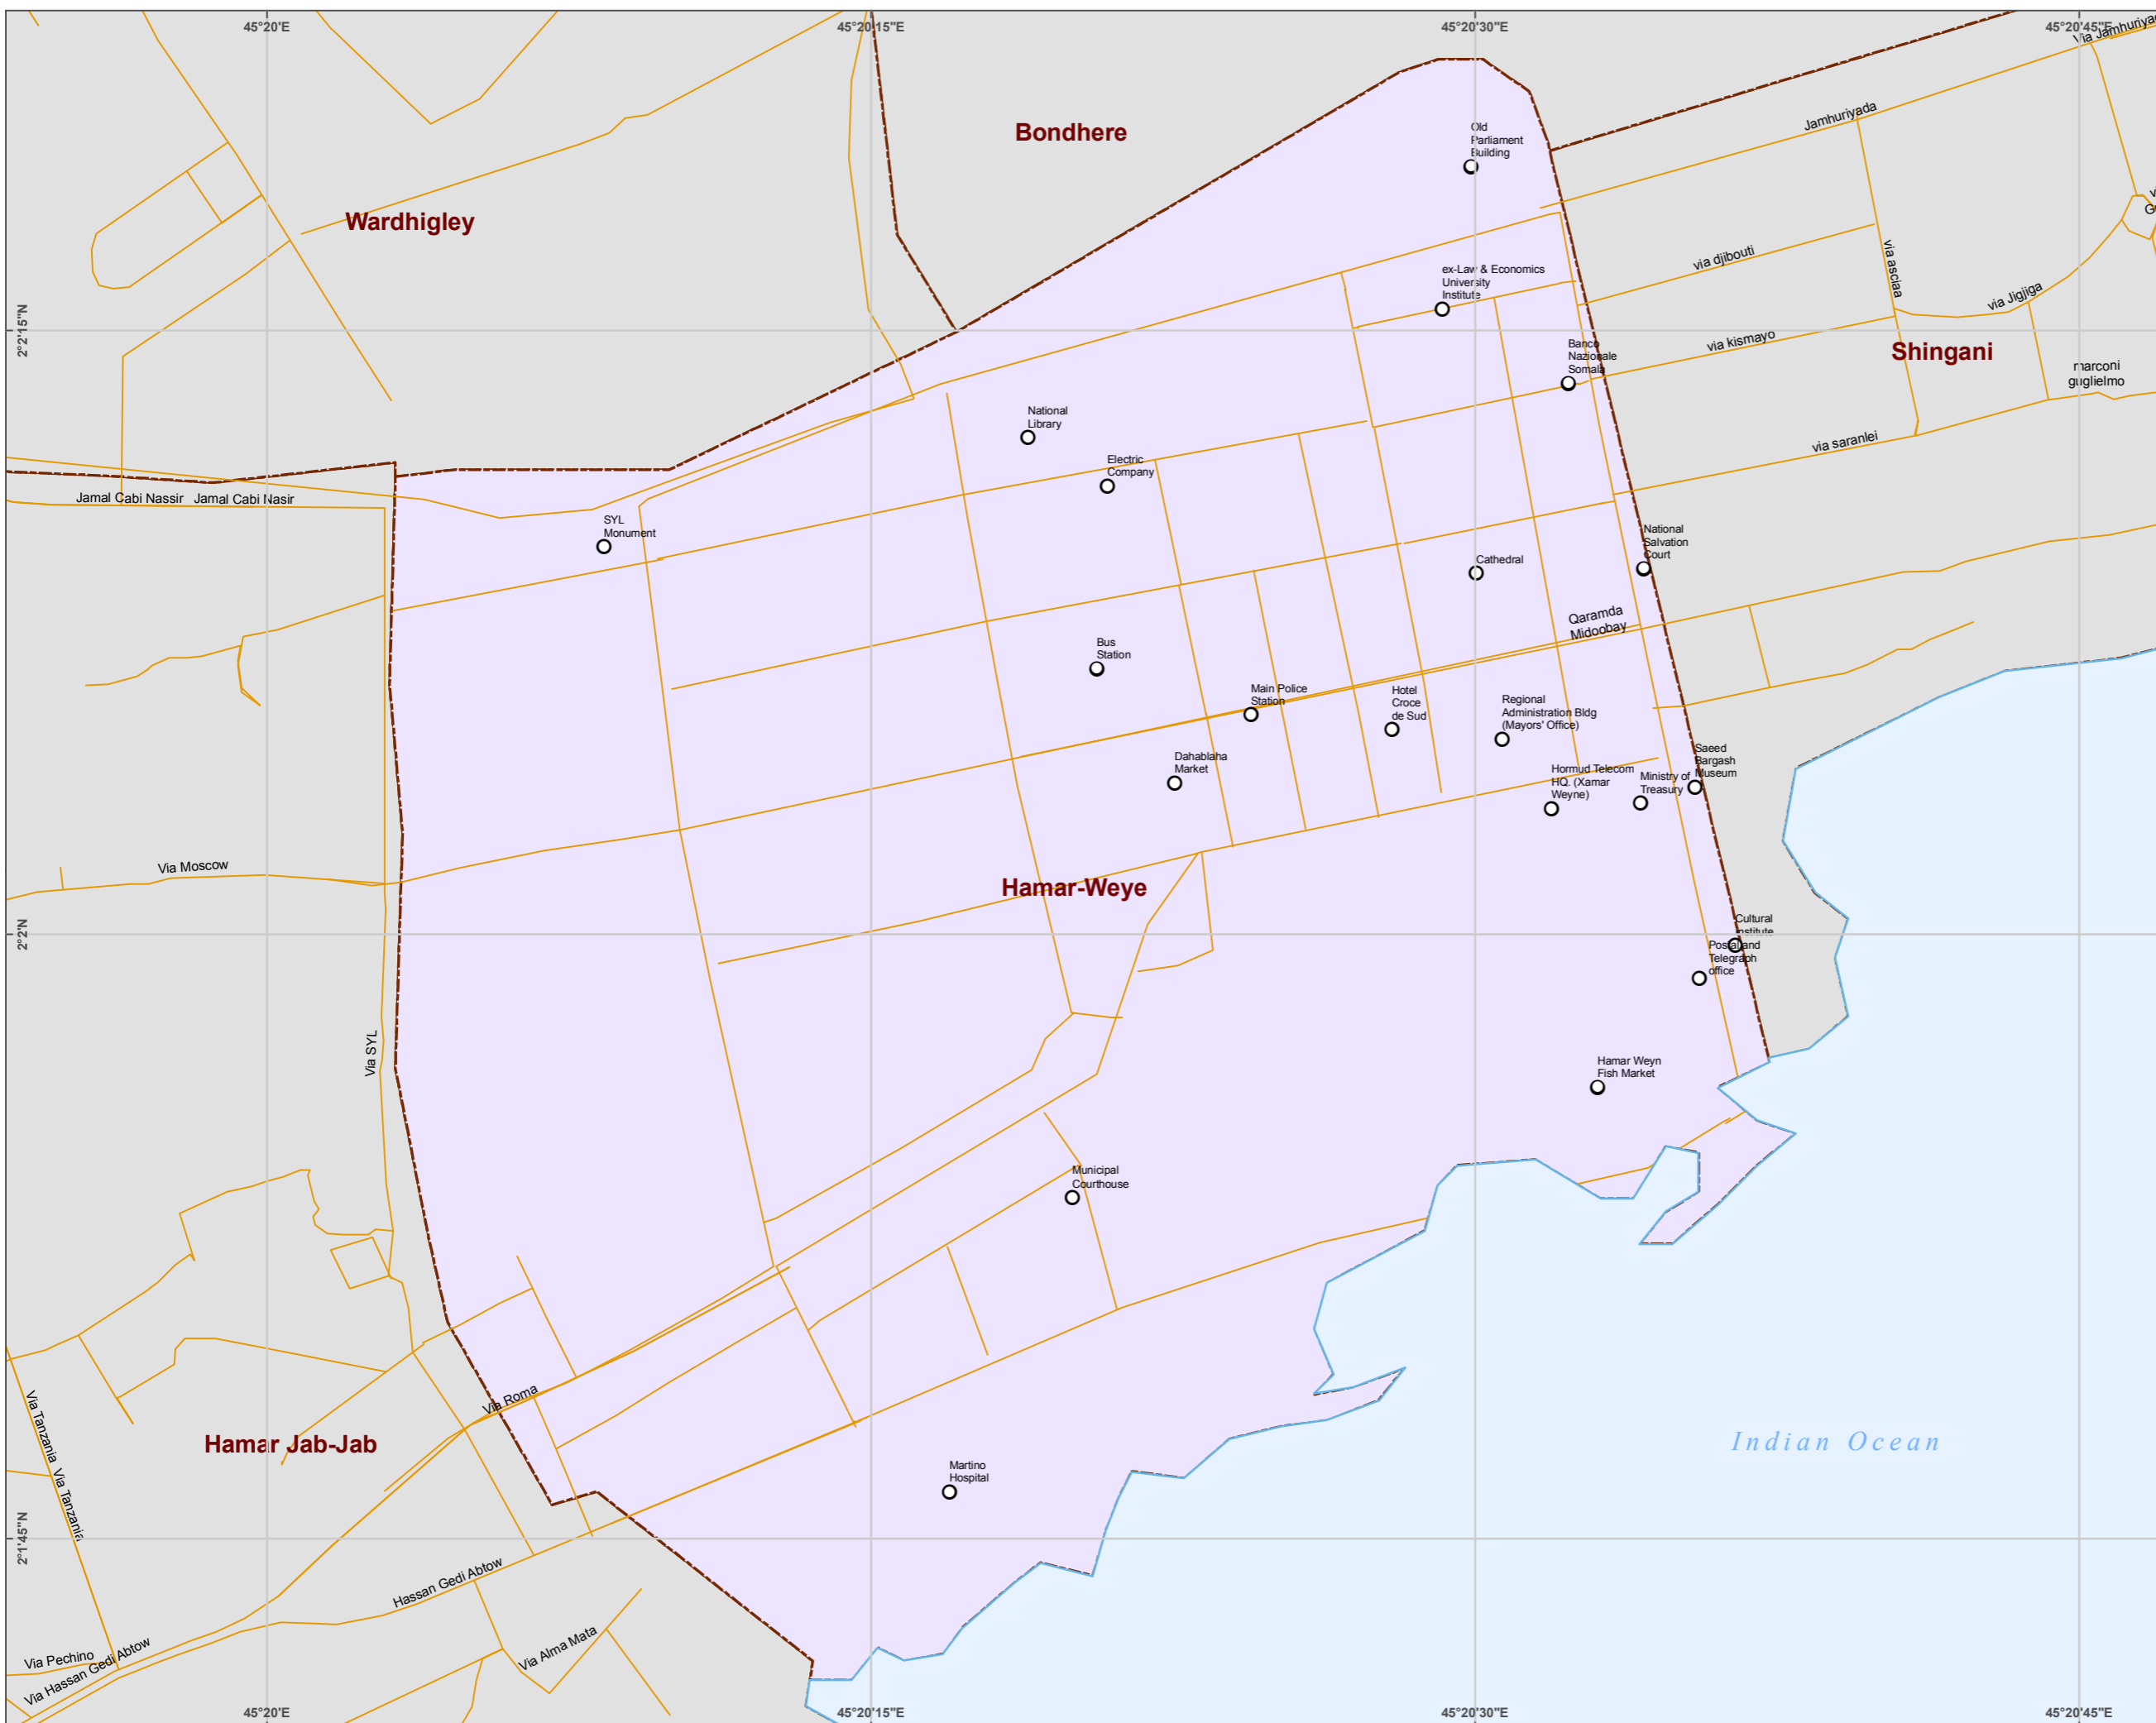 45°20'E
45°20'15"E
45°20'30"E
45°20'45"E
Via Jamhuriyad
Jamhuriyada
Bondhere
Old
Parliament
Building
Wardhigley
via djibouti
via asciaa
via Jigjiga
ex-Law & Economics
University
Institute
2°2'15"N
via kismayo
Shingani
Banco
Nazionale
Somala
marconi
guglielmo
National
Library
via saranlei
Electric
Company
Jamal Cabi Nassir
Jamal Cabi Nasir
SYL
Monument
National
Salvation
Court
Cathedral
Qaramda
Midoobay
Bus
Station
Main Police
Station
Hotel
Croce
de Sud
Regional
Administration Bldg
(Mayors' Office)
Saeed
Bargash
Museum
Dahablaha
Market
Hormud Telecom
HQ. (Xamar
Weyne)
Ministry of
Treasury
Via Moscow
Hamar-Weye
2°2'N
Cultural
Institute
Postal and
Telegraph
office
Via SYL
Hamar Weyn
Fish Market
Municipal
Courthouse
Via Roma
Via Tanzania
Via Tanzania
Hamar Jab-Jab
Indian Ocean
Martino
Hospital
2°1'45"N
Hassan Gedi Abtow
Via Alma Mata
Via Pechino
Via Hassan Gedi Abtow
45°20'E
45°20'15"E
45°20'30"E
45°20'45"E